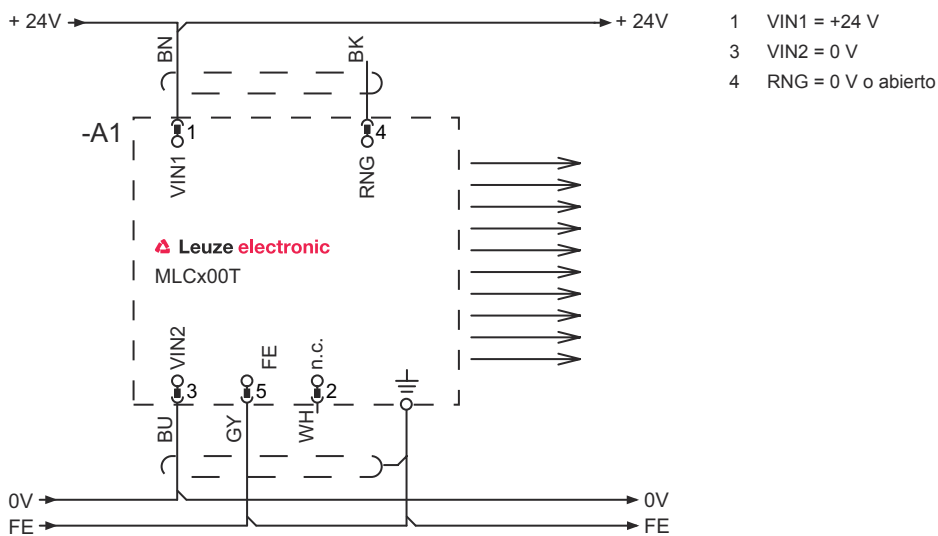 + 24V
+ 24V
1 VIN1 = +24 V
3 VIN2 = 0 V
4 RNG = 0 V o abierto
BN
BK
-A1
1
4
VIN1
RNG
Leuze electronic
MLCx00T
VIN2
FE
n.c.
3
5
2
BU
GY
WH
0V
0V
FE
FE